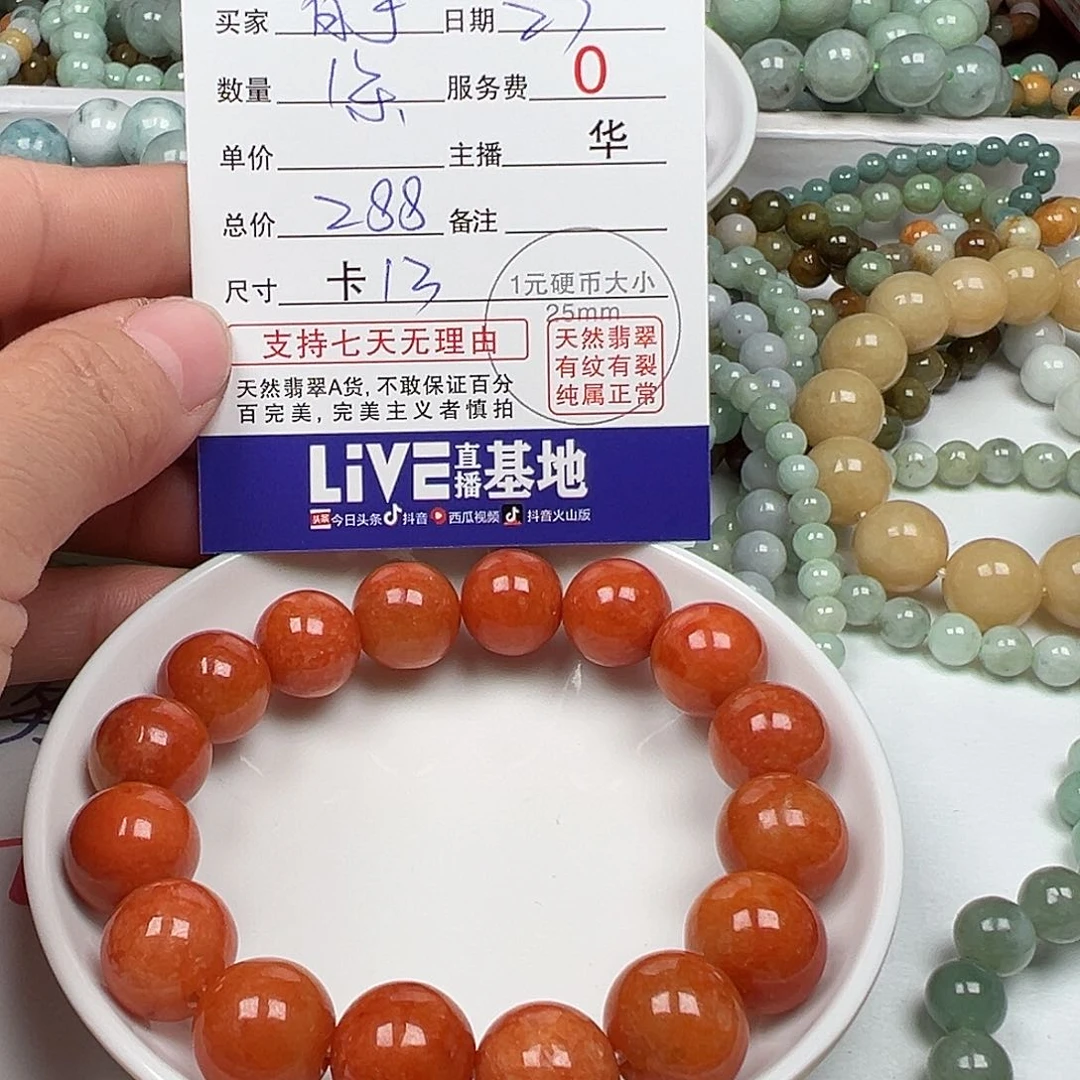 买家 日期 27
数量 1条 服务费 0
单价 主播 华
总价 288 备注
尺寸 卡13 1元硬币大小
25mm
支持七天无理由
天然翡翠
有纹有裂
纯属正常
天然翡翠A货,不敢保证百分
百完美,完美主义者慎拍
LiVE直播基地
头条 今日头条 抖音 西瓜视频 抖音火山版